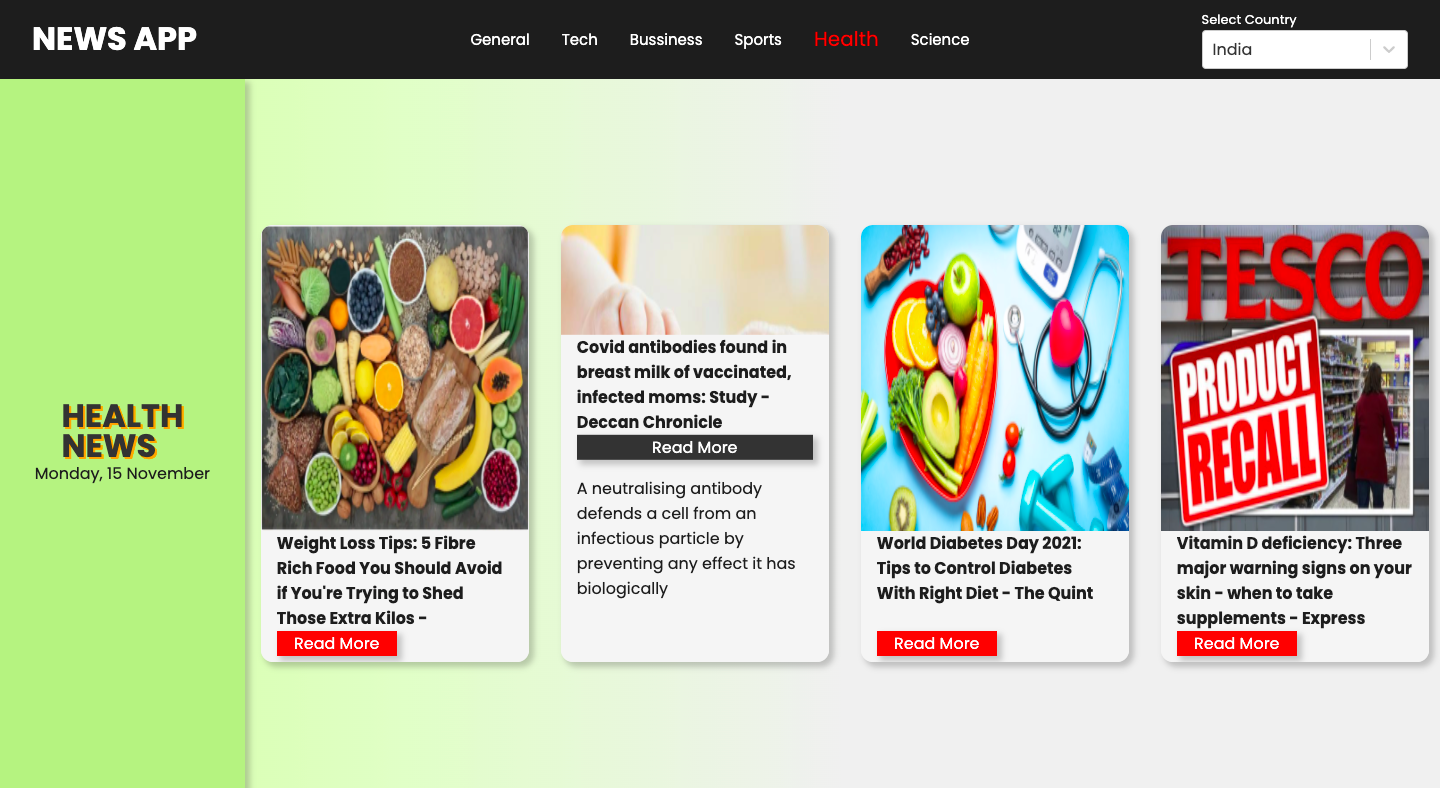 NEWS APP
General
Tech
Bussiness
Sports
Health
Science
Select Country
India
HEALTH
NEWS
Monday, 15 November
Weight Loss Tips: 5 Fibre
Rich Food You Should Avoid
if You're Trying to Shed
Those Extra Kilos -
Read More
Covid antibodies found in
breast milk of vaccinated,
infected moms: Study -
Deccan Chronicle
Read More
A neutralising antibody
defends a cell from an
infectious particle by
preventing any effect it has
biologically
World Diabetes Day 2021:
Tips to Control Diabetes
With Right Diet - The Quint
Read More
TESCO
PRODUCT
RECALL
Vitamin D deficiency: Three
major warning signs on your
skin - when to take
supplements - Express
Read More